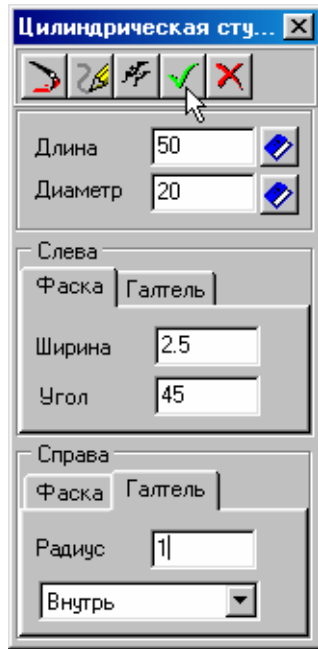 Цилиндрическая сту...
Длина 50
Диаметр 20
Слева
Фаска Галтель
Ширина 2.5
Угол 45
Справа
Фаска Галтель
Радиус 1
Внутрь